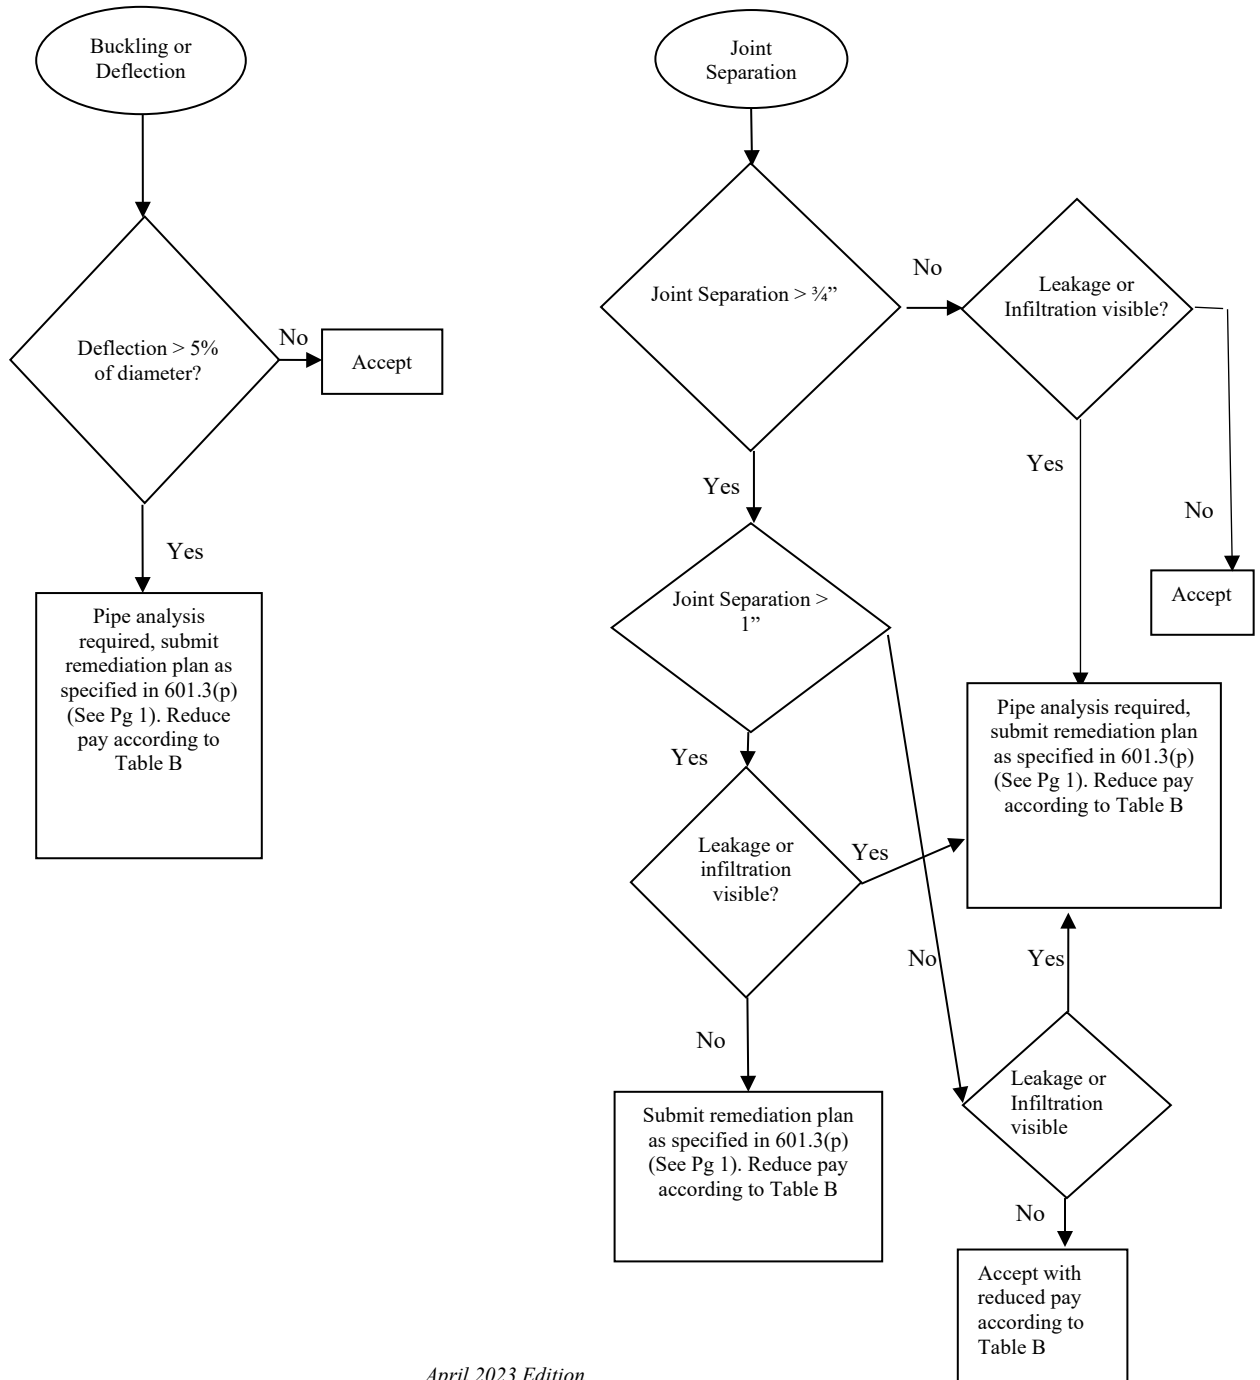 Buckling or
Deflection
Deflection > 5%
of diameter?
No
Accept
Yes
Pipe analysis
required, submit
remediation plan as
specified in 601.3(p)
(See Pg 1). Reduce
pay according to
Table B
Joint
Separation
Joint Separation > ¾”
No
Leakage or
Infiltration visible?
Yes
No
Accept
Yes
Joint Separation >
1”
Yes
No
Leakage or
infiltration
visible?
Yes
Pipe analysis required,
submit remediation plan
as specified in 601.3(p)
(See Pg 1). Reduce pay
according to Table B
No
Submit remediation plan
as specified in 601.3(p)
(See Pg 1). Reduce pay
according to Table B
Yes
Leakage or
Infiltration
visible
No
Accept with
reduced pay
according to
Table B
April 2023 Edition